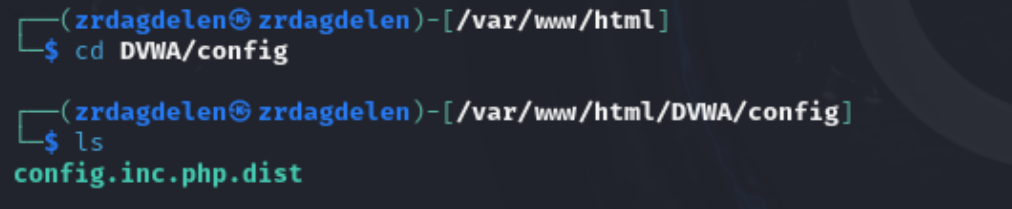 ┌──(zrdagdelen㉿zrdagdelen)-[/var/www/html]
└─$ cd DVWA/config
┌──(zrdagdelen㉿zrdagdelen)-[/var/www/html/DVWA/config]
└─$ ls
config.inc.php.dist